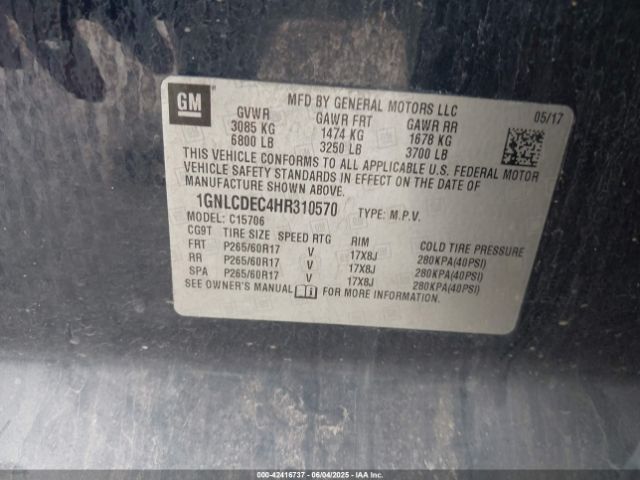 GM
MFD BY GENERAL MOTORS LLC
05/17
GVWR GAWR FRT GAWR RR
3085 KG 1474 KG 1678 KG
6800 LB 3250 LB 3700 LB
THIS VEHICLE CONFORMS TO ALL APPLICABLE U.S. FEDERAL MOTOR
VEHICLE SAFETY STANDARDS IN EFFECT ON THE DATE OF
MANUFACTURE SHOWN ABOVE.
1GNLCDEC4HR310570 TYPE: M.P.V.
MODEL: C15706
CG9T TIRE SIZE SPEED RTG RIM COLD TIRE PRESSURE
FRT P265/60R17 V 17X8J 280KPA(40PSI)
RR P265/60R17 V 17X8J 280KPA(40PSI)
SPA P265/60R17 V 17X8J 280KPA(40PSI)
SEE OWNER'S MANUAL i FOR MORE INFORMATION.
000-42416737 - 06/04/2025 - IAAI.com